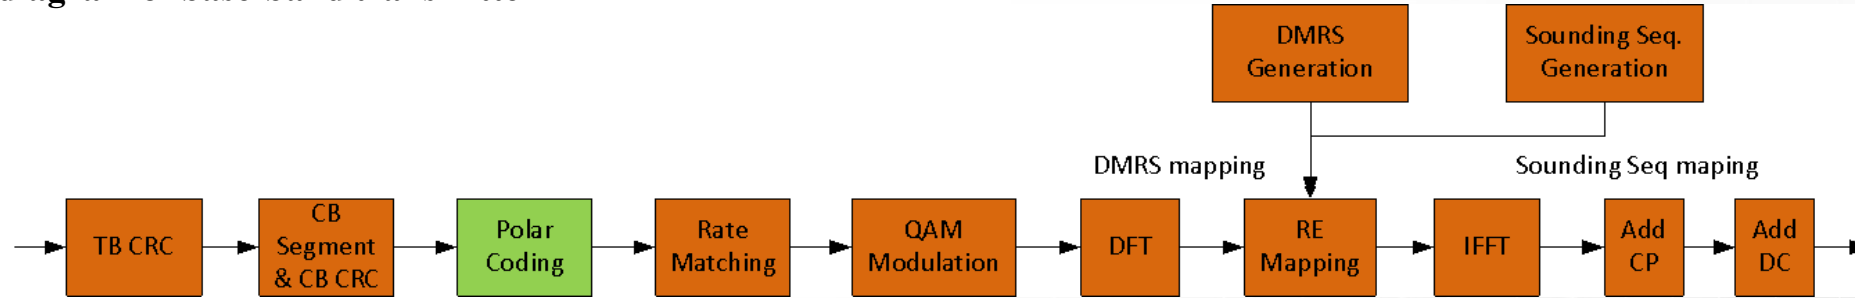 DMRS
Generation
Sounding Seq.
Generation
DMRS mapping
Sounding Seq maping
TB CRC
CB
Segment
& CB CRC
Polar
Coding
Rate
Matching
QAM
Modulation
DFT
RE
Mapping
IFFT
Add
CP
Add
DC